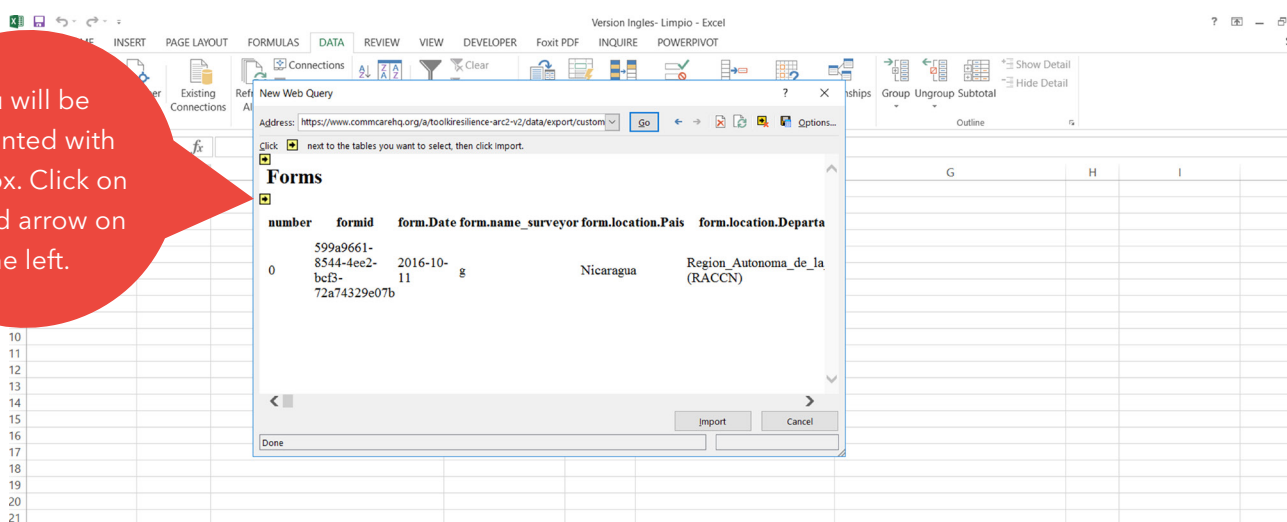 Version Ingles- Limpio - Excel
INSERT PAGE LAYOUT FORMULAS DATA REVIEW VIEW DEVELOPER Foxit PDF INQUIRE POWERPIVOT
Connections Clear Show Detail
Existing Group Ungroup Subtotal Hide Detail
Connections
Outline
will be
nted with
ox. Click on
d arrow on
e left.
New Web Query
Address: https://www.commcarehq.org/a/toolkiresilience-arc2-v2/data/export/custom Go Options...
Click next to the tables you want to select, then click Import.
Forms
number formid form.Date form.name_surveyor form.location.Pais form.location.Departa
0 599a9661-8544-4ee2-bcf3-72a74329e07b 2016-10-11 g Nicaragua Region_Autonoma_de_la_ (RACCN)
Import Cancel
Done
fx
G H I
10
11
12
13
14
15
16
17
18
19
20
21